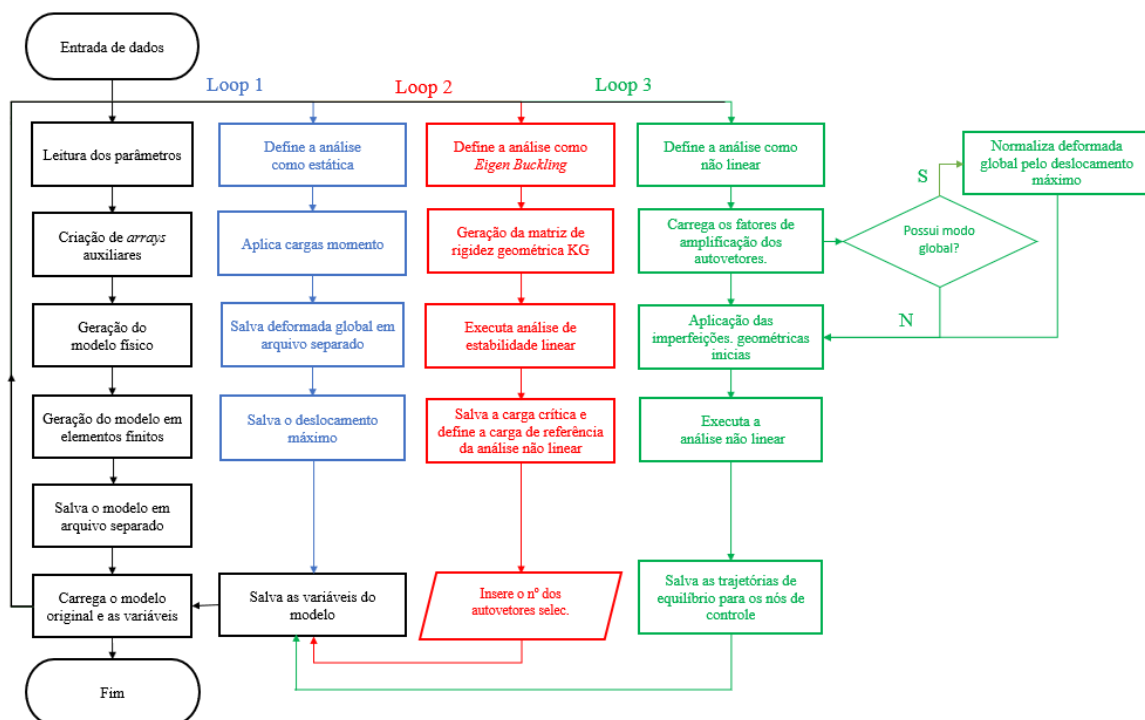 Entrada de dados
Loop 1
Loop 2
Loop 3
Leitura dos parâmetros
Criação de arrays
auxiliares
Geração do
modelo físico
Geração do modelo em
elementos finitos
Salva o modelo em
arquivo separado
Carrega o modelo
original e as variáveis
Fim
Define a análise
como estática
Aplica cargas momento
Salva deformada global em
arquivo separado
Salva o deslocamento
máximo
Salva as variáveis do
modelo
Define a análise como
Eigen Buckling
Geração da matriz de
rigidez geométrica KG
Executa análise de
estabilidade linear
Salva a carga crítica e
define a carga de referência
da análise não linear
Insere o nº dos
autovetores selec.
Define a análise como
não linear
Carrega os fatores de
amplificação dos
autovetores.
Aplicação das
imperfeições. geométricas
inicias
Executa a
análise não linear
Salva as trajetórias de
equilíbrio para os nós de
controle
Possui modo
global?
S
N
Normaliza deformada
global pelo deslocamento
máximo